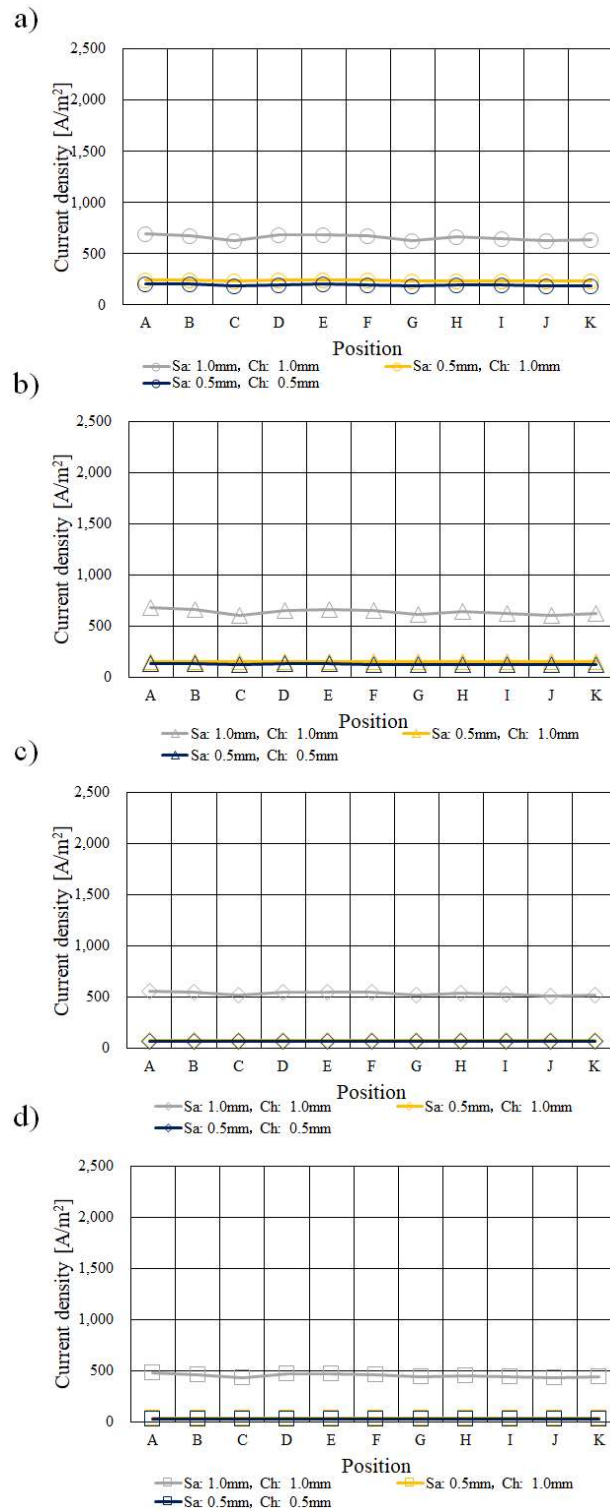 a)
2,500
2,000
1,500
1,000
500
0
Current density [A/m²]
A B C D E F G H I J K
Position
Sa: 1.0mm, Ch: 1.0mm Sa: 0.5mm, Ch: 1.0mm
Sa: 0.5mm, Ch: 0.5mm
b)
2,500
2,000
1,500
1,000
500
0
Current density [A/m²]
A B C D E F G H I J K
Position
Sa: 1.0mm, Ch: 1.0mm Sa: 0.5mm, Ch: 1.0mm
Sa: 0.5mm, Ch: 0.5mm
c)
2,500
2,000
1,500
1,000
500
0
Current density [A/m²]
A B C D E F G H I J K
Position
Sa: 1.0mm, Ch: 1.0mm Sa: 0.5mm, Ch: 1.0mm
Sa: 0.5mm, Ch: 0.5mm
d)
2,500
2,000
1,500
1,000
500
0
Current density [A/m²]
A B C D E F G H I J K
Position
Sa: 1.0mm, Ch: 1.0mm Sa: 0.5mm, Ch: 1.0mm
Sa: 0.5mm, Ch: 0.5mm